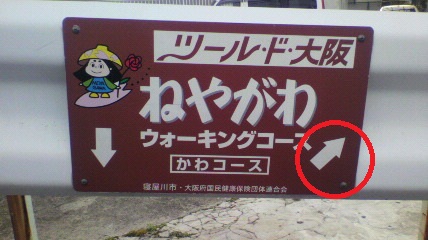 ツール・ド・大阪
ねやがわ
ウォーキングコース
かわコース
寝屋川市・大阪府国民健康保険団体連合会